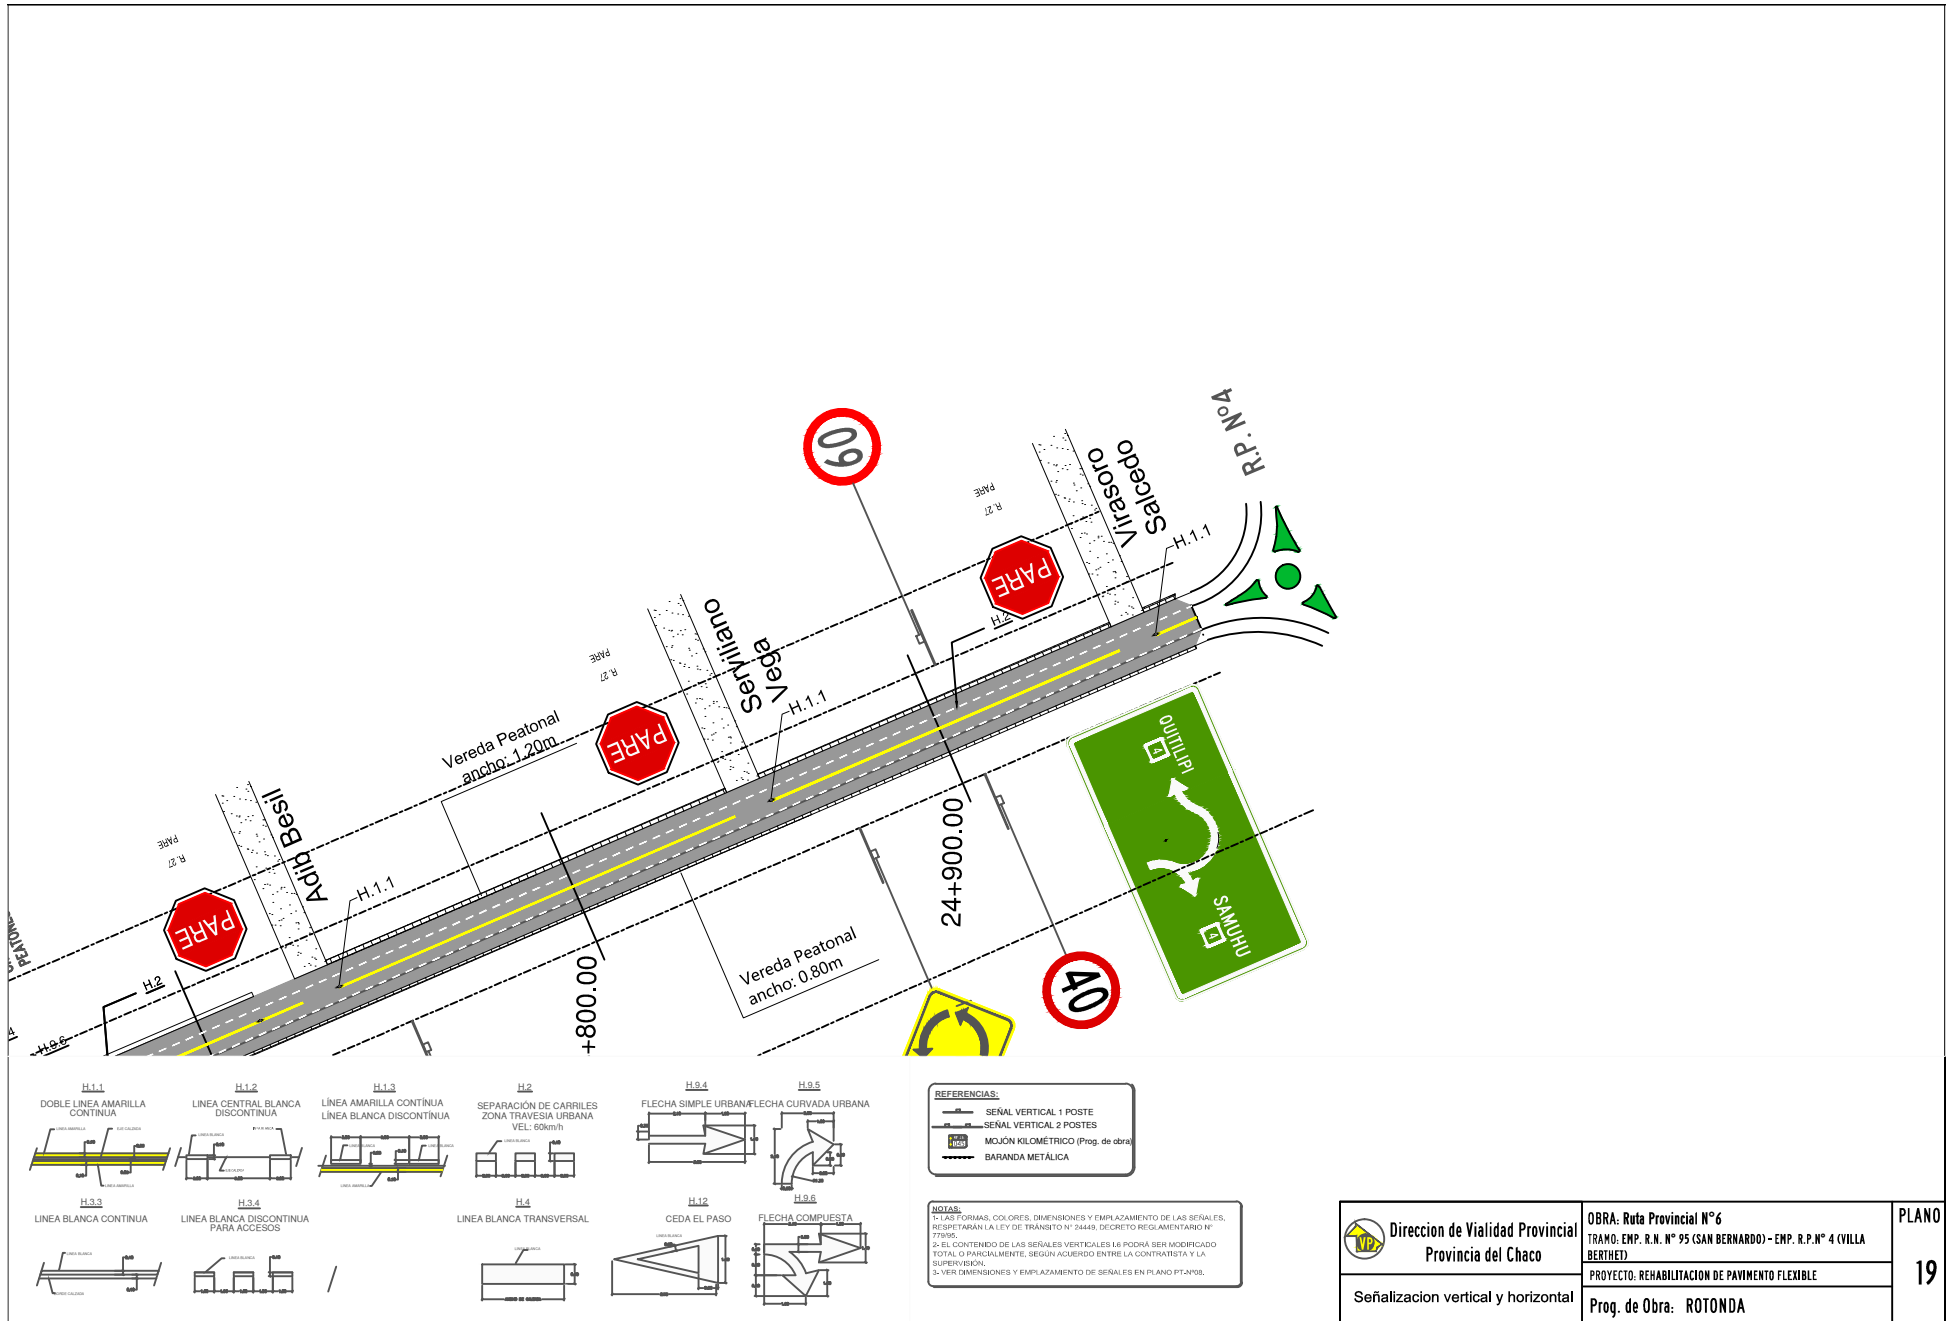 R.P. Nº4
60
PARE
R. 27
PARE
Virasoro
Salcedo
H.1.1
H.2
PARE
R. 27
PARE
Serviliano
Vega
H.1.1
Vereda Peatonal
ancho: 1.20m
PARE
R. 27
PARE
Adib Besil
H.1.1
H.2
H.9.6
+800.00
24+900.00
Vereda Peatonal
ancho: 0.80m
40
QUITILIPI
4
SAMUHU
4
H.1.1
DOBLE LINEA AMARILLA
CONTINUA
H.1.2
LINEA CENTRAL BLANCA
DISCONTINUA
H.1.3
LÍNEA AMARILLA CONTÍNUA
LÍNEA BLANCA DISCONTÍNUA
H.2
SEPARACIÓN DE CARRILES
ZONA TRAVESIA URBANA
VEL: 60km/h
H.9.4
FLECHA SIMPLE URBANA
H.9.5
FLECHA CURVADA URBANA
H.3.3
LINEA BLANCA CONTINUA
H.3.4
LINEA BLANCA DISCONTINUA
PARA ACCESOS
H.4
LINEA BLANCA TRANSVERSAL
H.12
CEDA EL PASO
H.9.6
FLECHA COMPUESTA
REFERENCIAS:
SEÑAL VERTICAL 1 POSTE
SEÑAL VERTICAL 2 POSTES
MOJÓN KILOMÉTRICO (Prog. de obra)
BARANDA METÁLICA
NOTAS:
1- LAS FORMAS, COLORES, DIMENSIONES Y EMPLAZAMIENTO DE LAS SEÑALES,
RESPETARÁN LA LEY DE TRÁNSITO N° 24449, DECRETO REGLAMENTARIO N°
779/95.
2- EL CONTENIDO DE LAS SEÑALES VERTICALES I.6 PODRÁ SER MODIFICADO
TOTAL O PARCIALMENTE, SEGÚN ACUERDO ENTRE LA CONTRATISTA Y LA
SUPERVISIÓN.
3- VER DIMENSIONES Y EMPLAZAMIENTO DE SEÑALES EN PLANO PT-Nº08.
VP
Direccion de Vialidad Provincial
Provincia del Chaco
Señalizacion vertical y horizontal
OBRA: Ruta Provincial N°6
TRAMO: EMP. R.N. N° 95 (SAN BERNARDO) - EMP. R.P.N° 4 (VILLA
BERTHET)
PROYECTO: REHABILITACION DE PAVIMENTO FLEXIBLE
Prog. de Obra: ROTONDA
PLANO
19